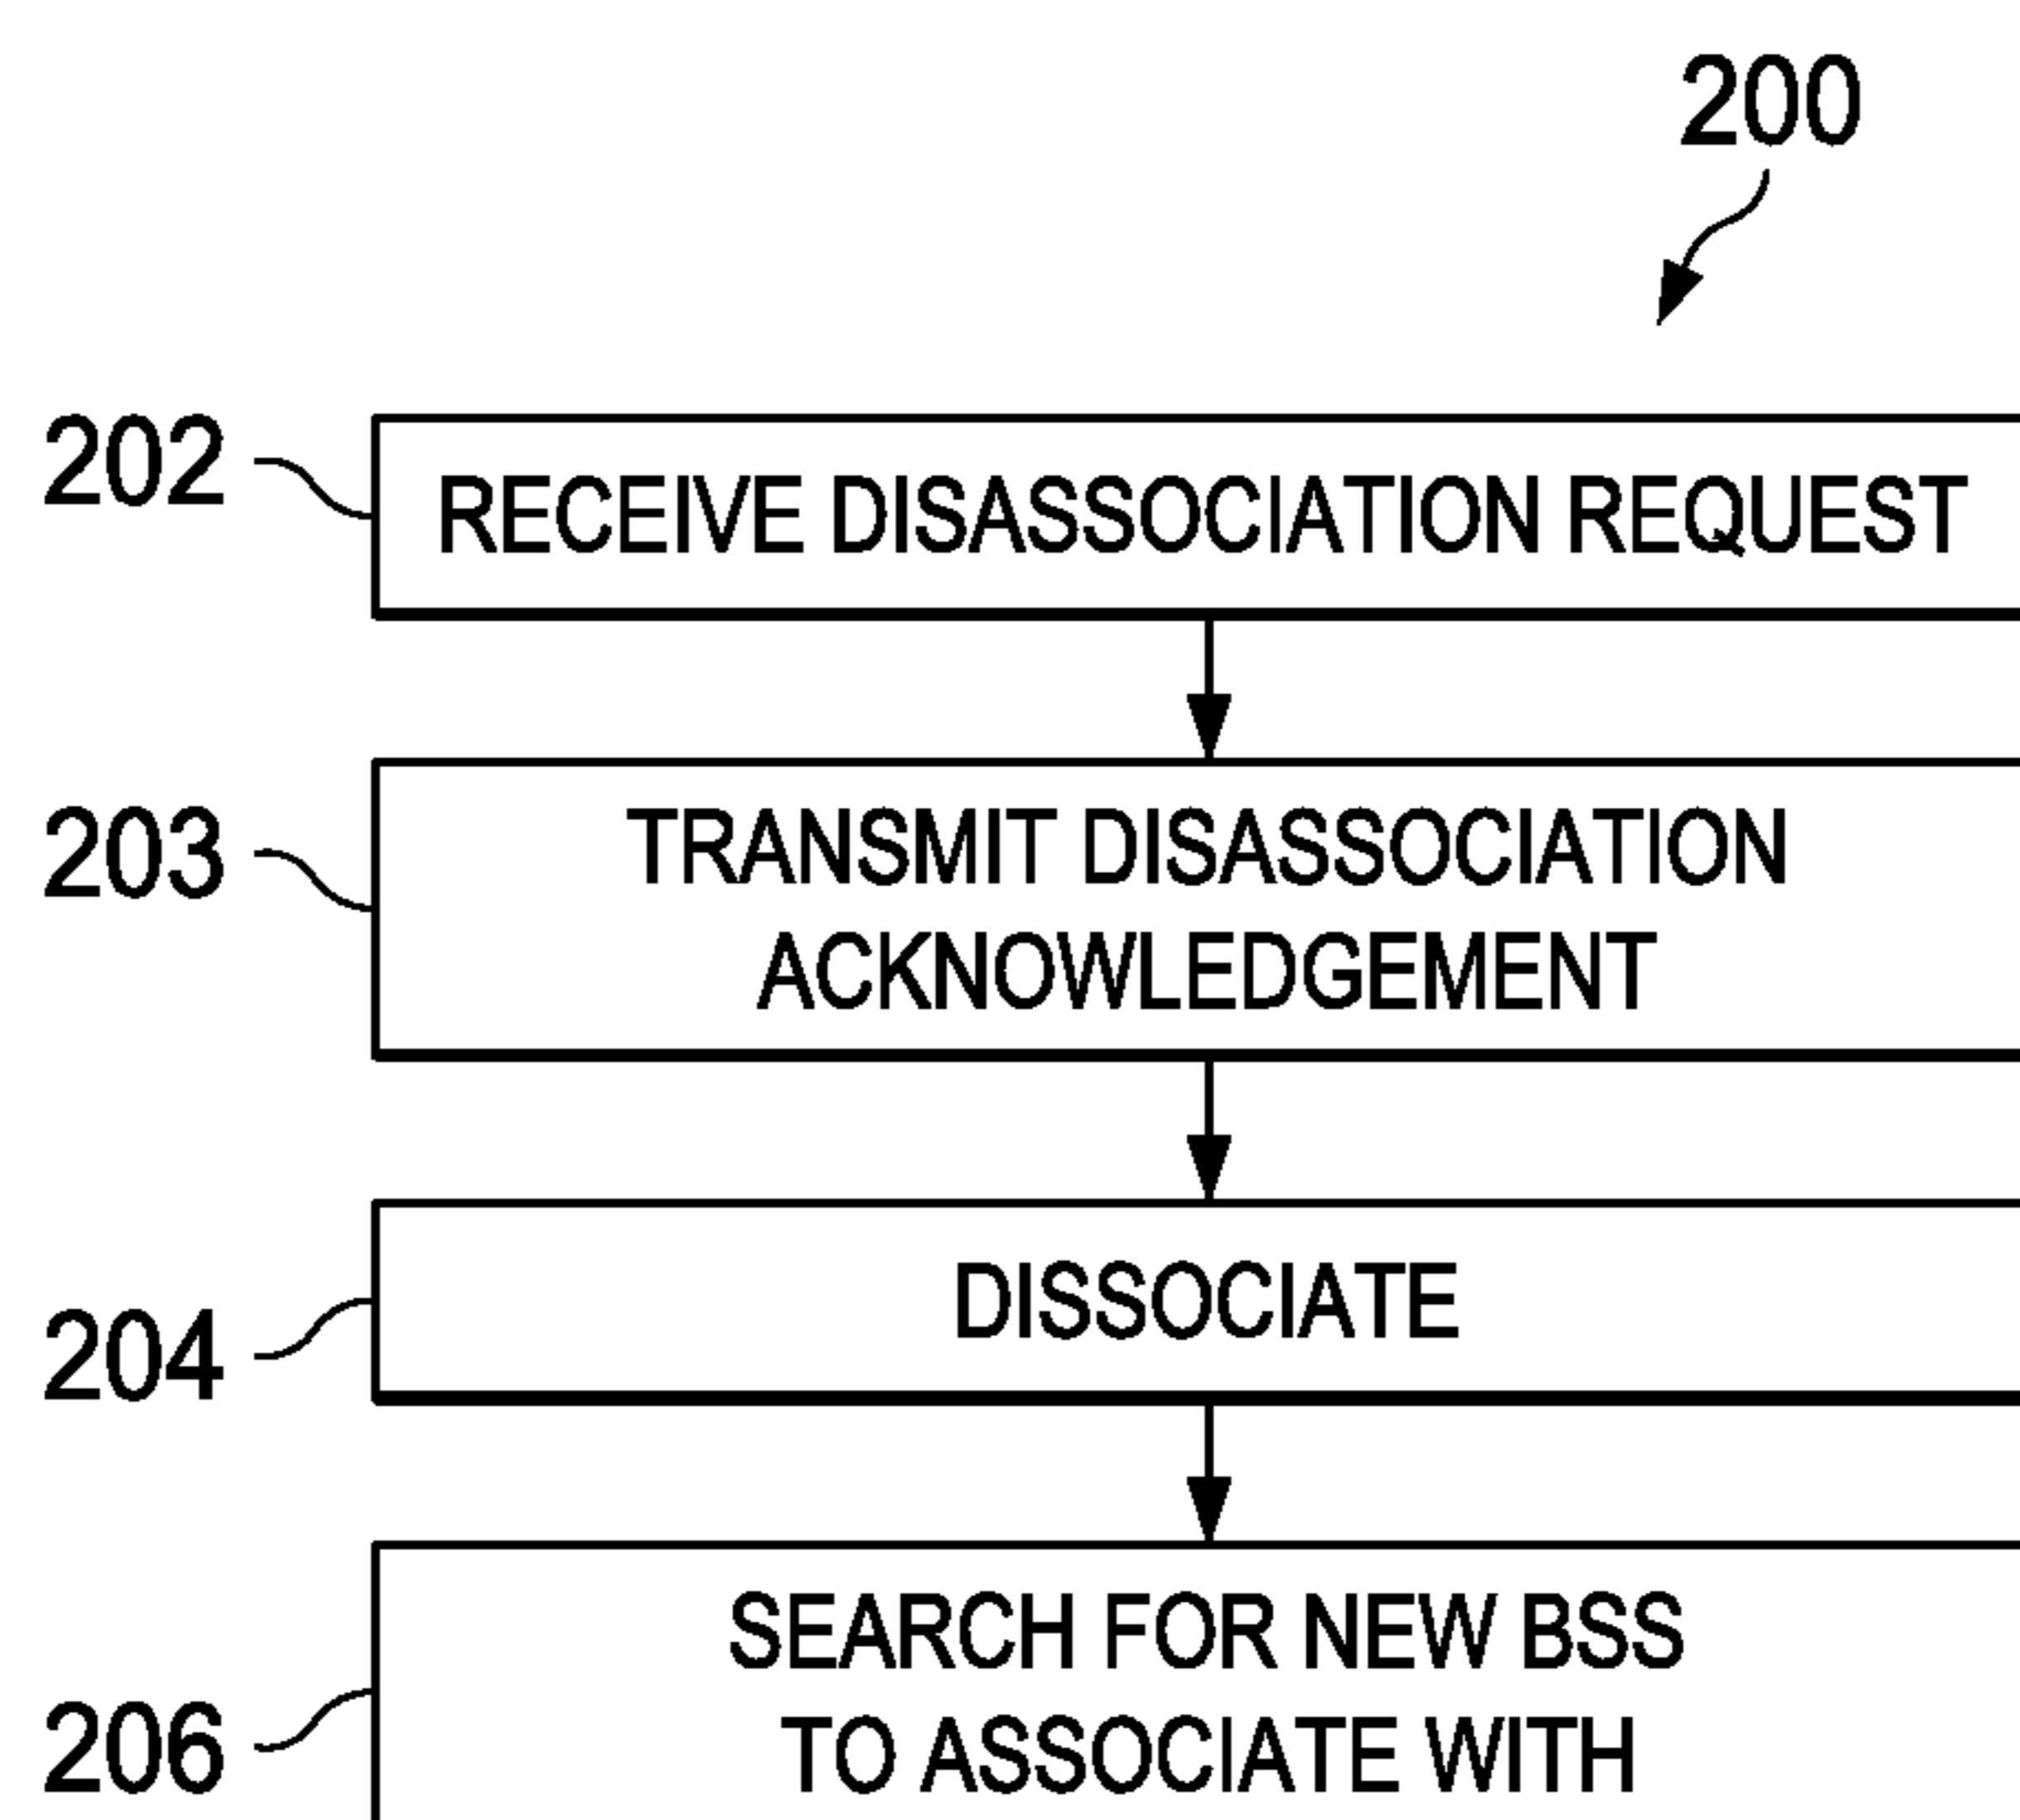 200
202
RECEIVE DISASSOCIATION REQUEST
203
TRANSMIT DISASSOCIATION
ACKNOWLEDGEMENT
204
DISSOCIATE
206
SEARCH FOR NEW BSS
TO ASSOCIATE WITH